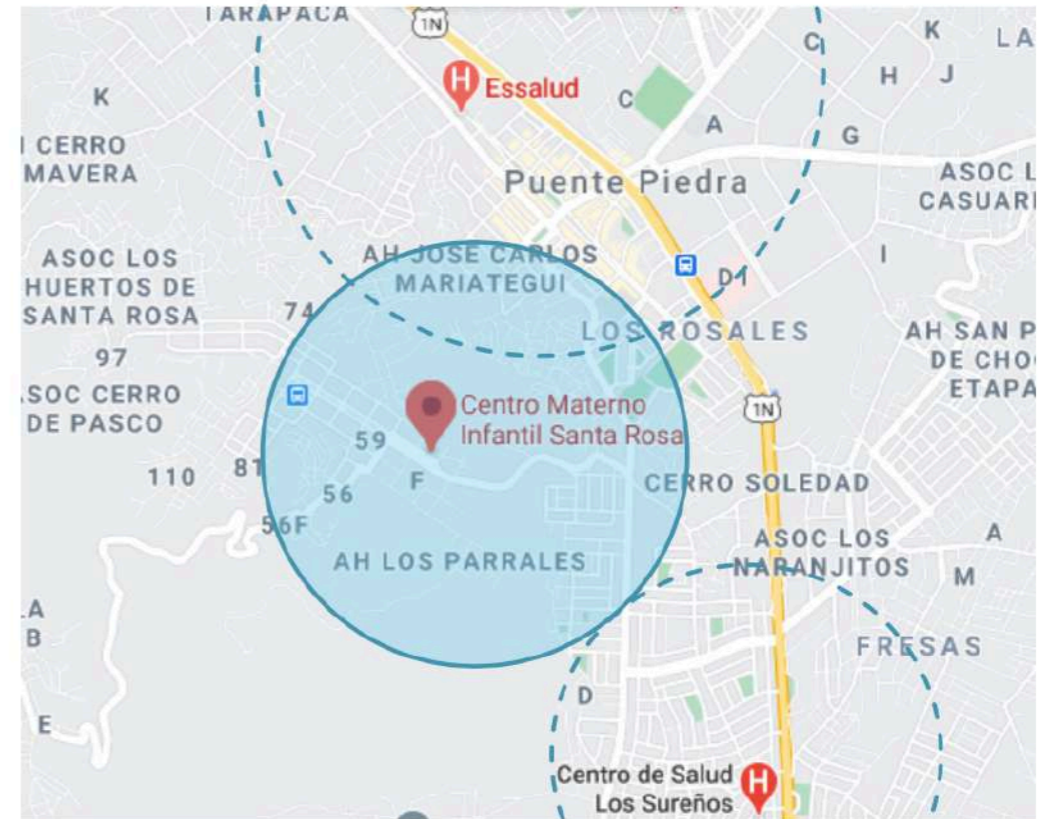 TARAPACA
1N
K
LA
C
H
J
K
Essalud
C
A
G
CERRO
MAVERA
Puente Piedra
ASOC L
CASUARI
AH JOSE CARLOS
MARIATEGUI
ASOC LOS
HUERTOS DE
SANTA ROSA
I
D1
74
LOS ROSALES
AH SAN P
DE CHO
ETAPA
97
ASOC CERRO
DE PASCO
Centro Materno
Infantil Santa Rosa
1N
59
110
81
56
F
CERRO SOLEDAD
56F
AH LOS PARRALES
ASOC LOS
NARANJITOS
A
M
LA
B
FRESAS
D
E
Centro de Salud
Los Sureños
H
H